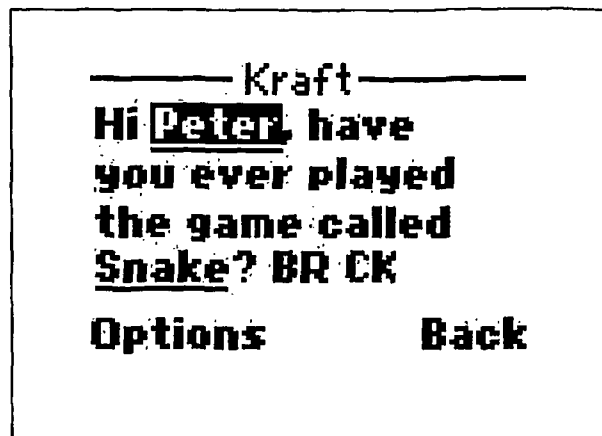 Kraft
Hi Peter, have
you ever played
the game called
Snake? BR CK
Options Back